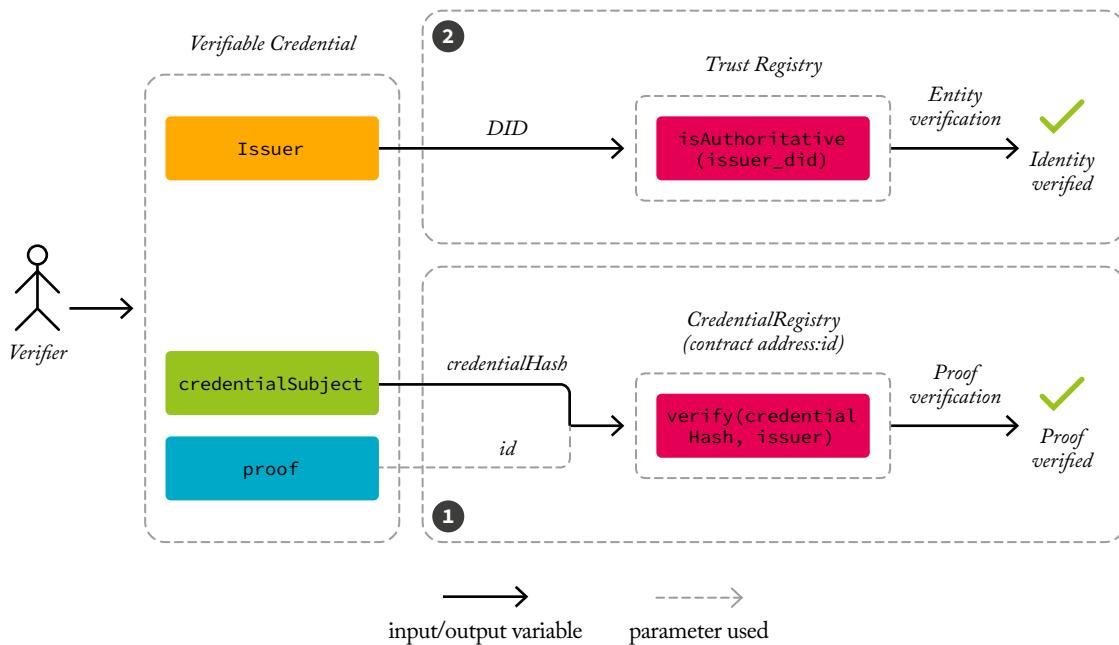 Verifiable Credential
Issuer
credentialSubject
proof
Verifier
2
Trust Registry
DID
isAuthoritative
(issuer_did)
Entity
verification
Identity
verified
CredentialRegistry
(contract address:id)
credentialHash
id
verify(credential
Hash, issuer)
Proof
verification
Proof
verified
1
input/output variable
parameter used